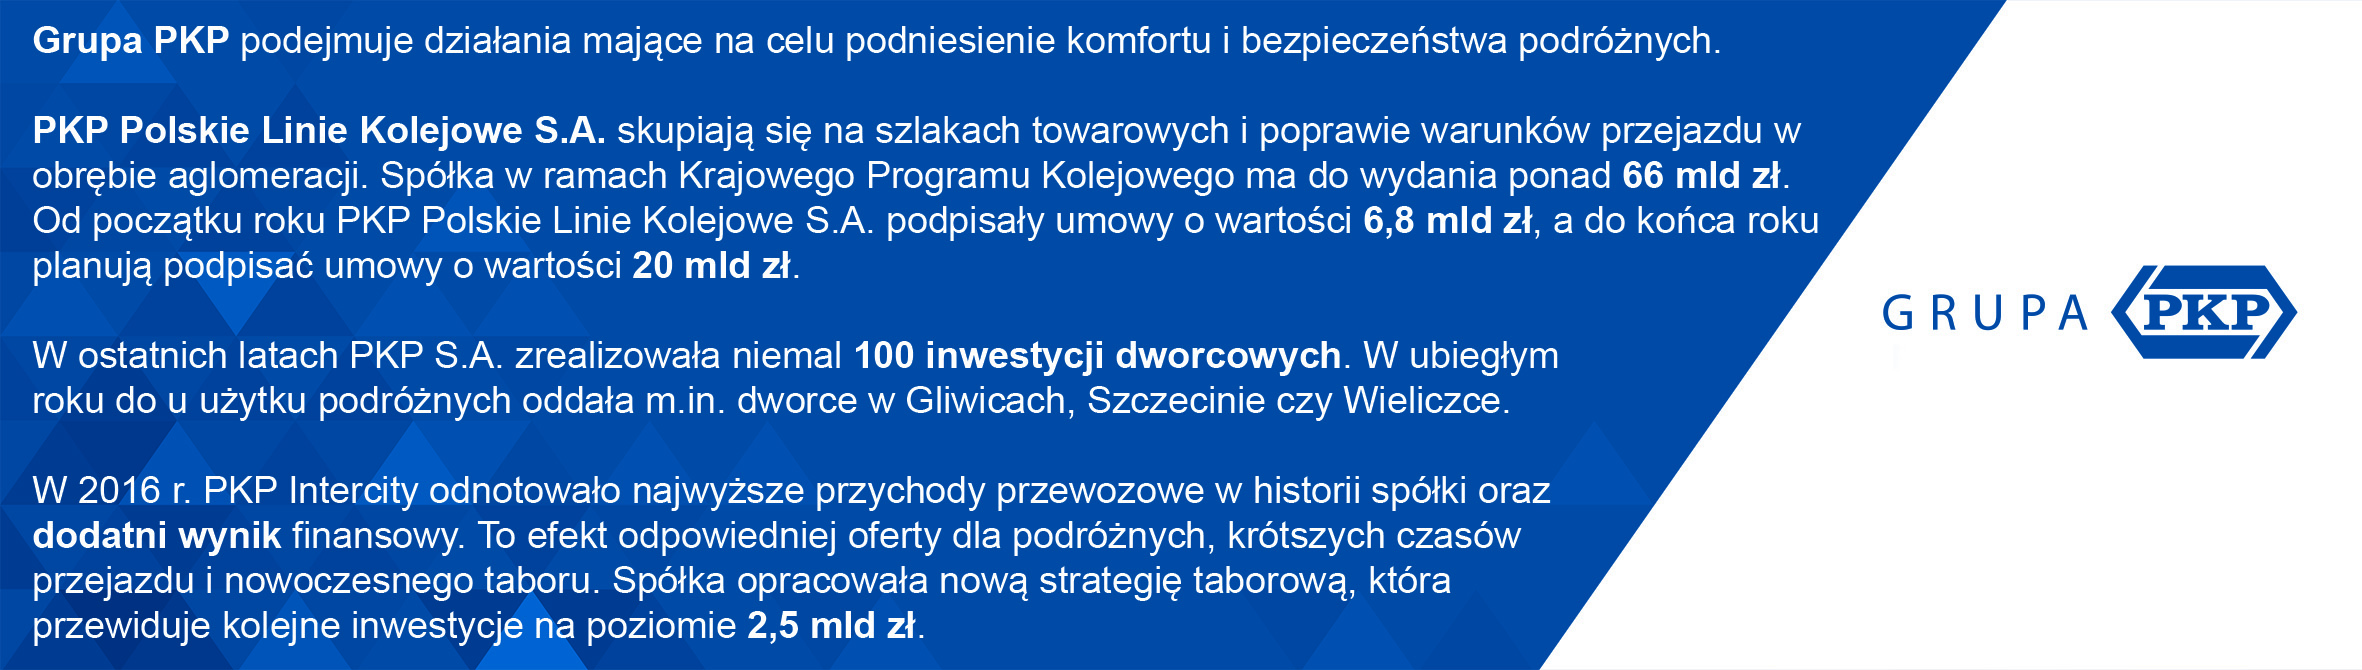 Grupa PKP podejmuje działania mające na celu podniesienie komfortu i bezpieczeństwa podróżnych.
PKP Polskie Linie Kolejowe S.A. skupiają się na szlakach towarowych i poprawie warunków przejazdu w
obrębie aglomeracji. Spółka w ramach Krajowego Programu Kolejowego ma do wydania ponad 66 mld zł.
Od początku roku PKP Polskie Linie Kolejowe S.A. podpisały umowy o wartości 6,8 mld zł, a do końca roku
planują podpisać umowy o wartości 20 mld zł.
W ostatnich latach PKP S.A. zrealizowała niemal 100 inwestycji dworcowych. W ubiegłym
roku do u użytku podróżnych oddała m.in. dworce w Gliwicach, Szczecinie czy Wieliczce.
W 2016 r. PKP Intercity odnotowało najwyższe przychody przewozowe w historii spółki oraz
dodatni wynik finansowy. To efekt odpowiedniej oferty dla podróżnych, krótszych czasów
przejazdu i nowoczesnego taboru. Spółka opracowała nową strategię taborową, która
przewiduje kolejne inwestycje na poziomie 2,5 mld zł.
GRUPA PKP